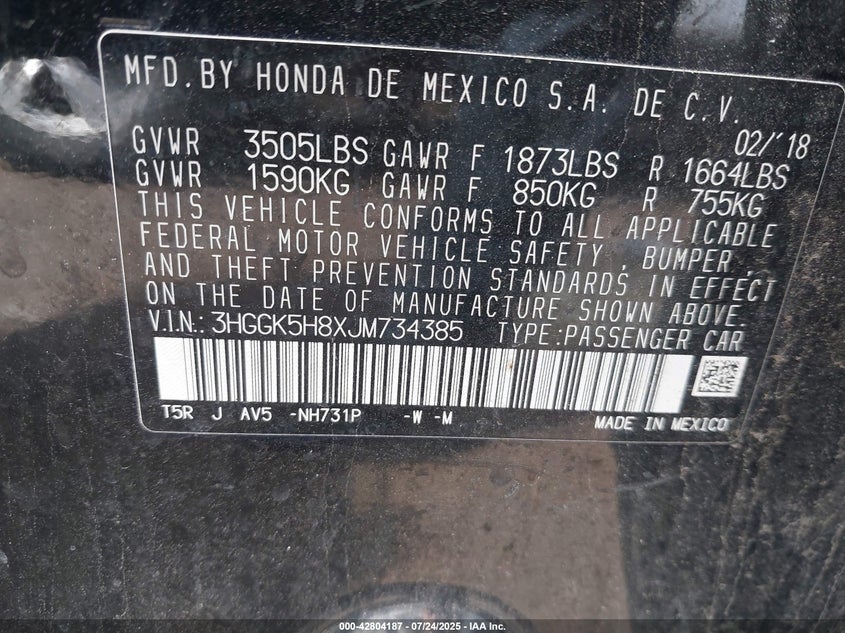 MFD.BY HONDA DE MEXICO S.A. DE C.V.
02/'18
GVWR 3505LBS GAWR F 1873LBS R 1664LBS
GVWR 1590KG GAWR F 850KG R 755KG
THIS VEHICLE CONFORMS TO ALL APPLICABLE
FEDERAL MOTOR VEHICLE SAFETY, BUMPER,
AND THEFT PREVENTION STANDARDS IN EFFECT
ON THE DATE OF MANUFACTURE SHOWN ABOVE.
V.I.N.: 3HGGK5H8XJM734385 TYPE:PASSENGER CAR
T5R J AV5 -NH731P -W -M MADE IN MEXICO
000-42804187 - 07/24/2025 - IAA Inc.